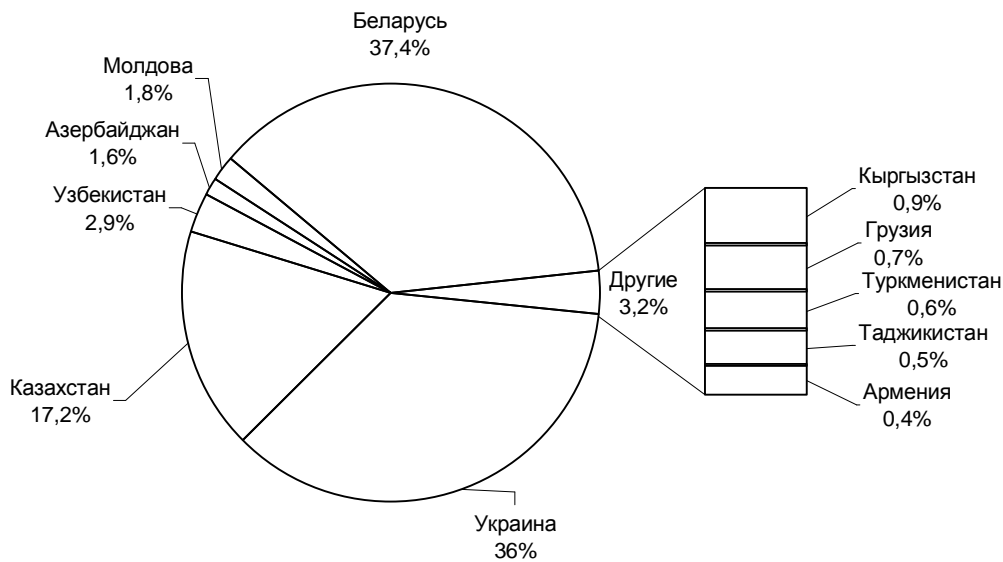 Беларусь
37,4%
Молдова
1,8%
Азербайджан
1,6%
Узбекистан
2,9%
Казахстан
17,2%
Украина
36%
Другие
3,2%
Кыргызстан
0,9%
Грузия
0,7%
Туркменистан
0,6%
Таджикистан
0,5%
Армения
0,4%